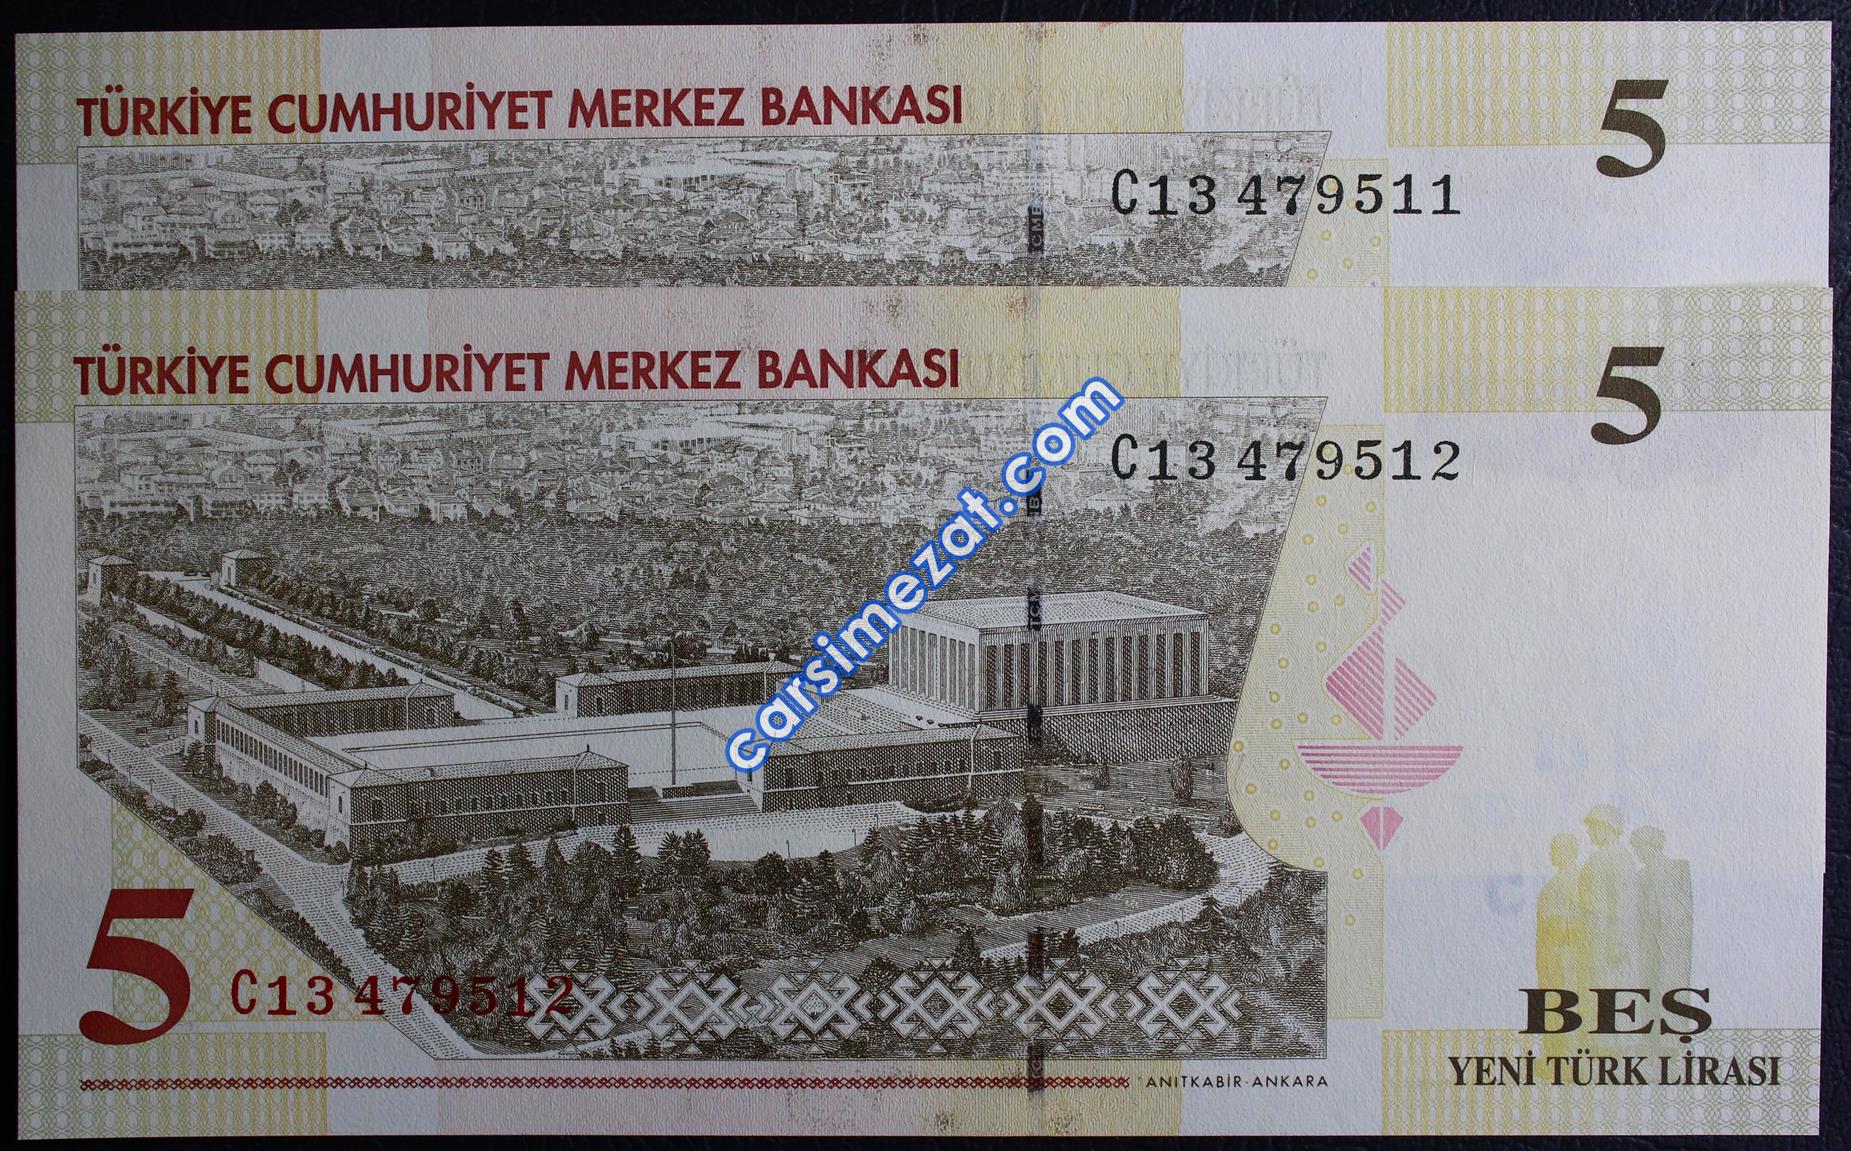 TÜRKİYE CUMHURİYET MERKEZ BANKASI
5
C13 479511
TÜRKİYE CUMHURİYET MERKEZ BANKASI
5
C13 479512
carsimezat.com
5
C13 479512
BEŞ
YENİ TÜRK LİRASI
ANITKABİR-ANKARA